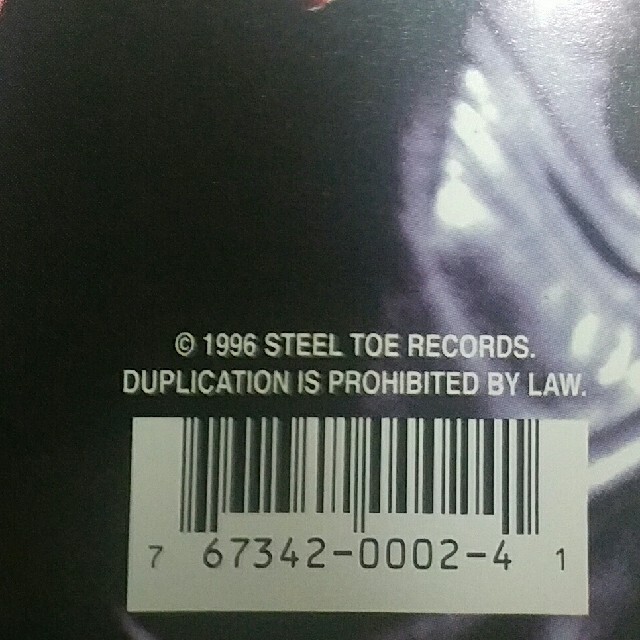 © 1996 STEEL TOE RECORDS.
DUPLICATION IS PROHIBITED BY LAW.
7 67342-0002-4 1